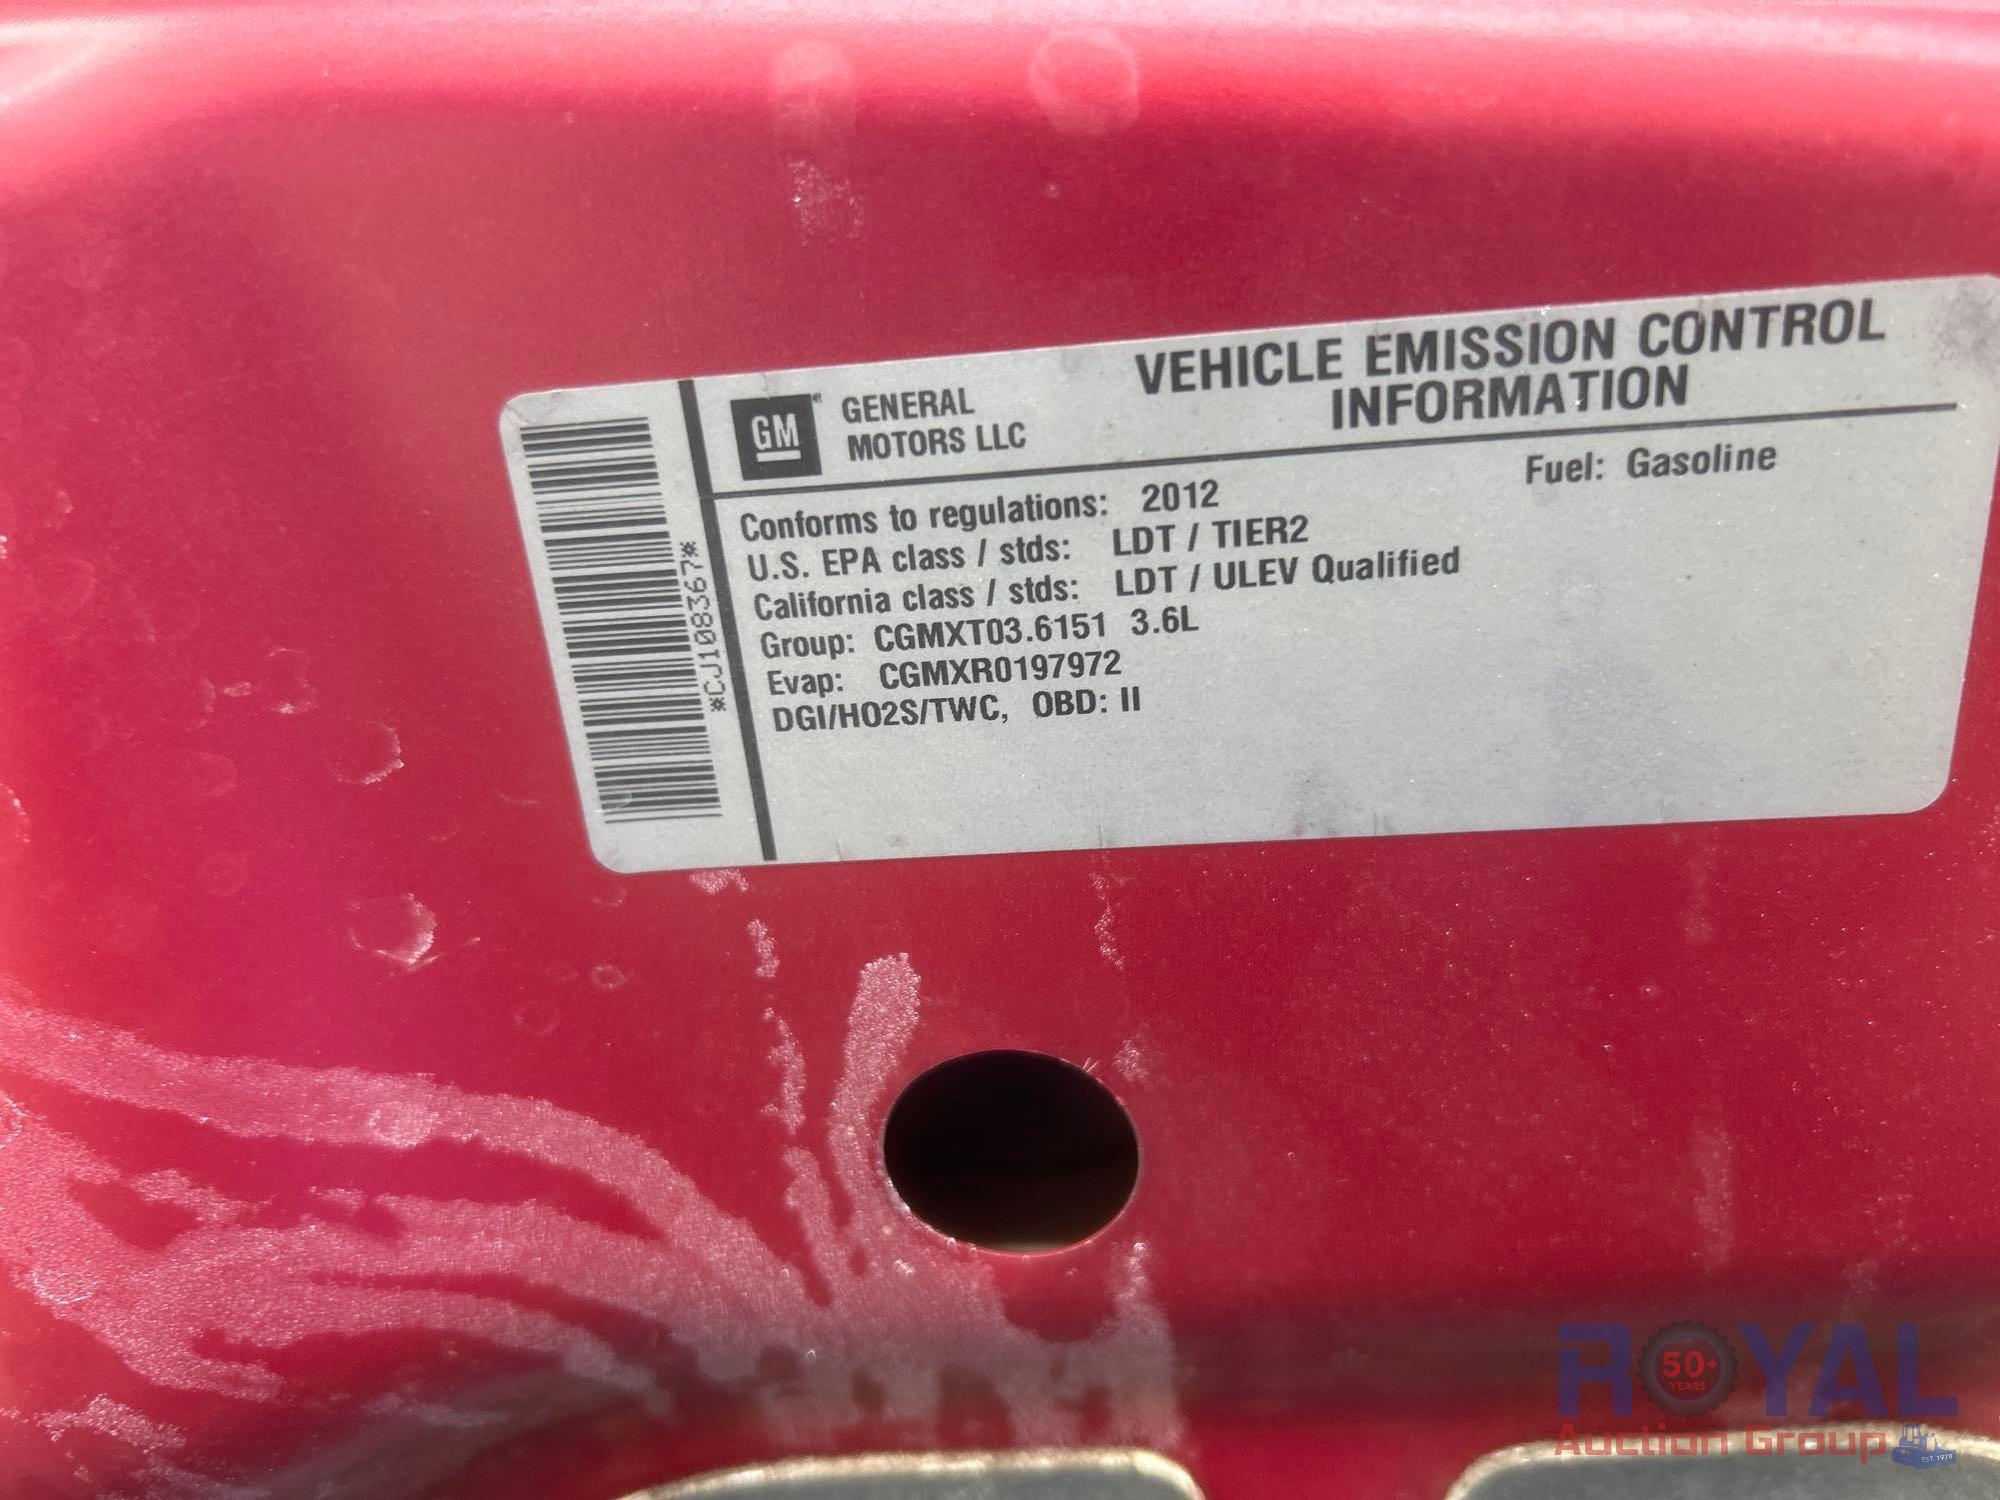 VEHICLE EMISSION CONTROL
INFORMATION
GM
GENERAL
MOTORS LLC
Fuel: Gasoline
Conforms to regulations: 2012
U.S. EPA class / stds: LDT / TIER2
California class / stds: LDT / ULEV Qualified
Group: CGMXT03.6151 3.6L
Evap: CGMXR0197972
DGI/HO2S/TWC, OBD: II
*CJ108367*
ROYAL
50+
YEARS
Auction Group
EST. 1970